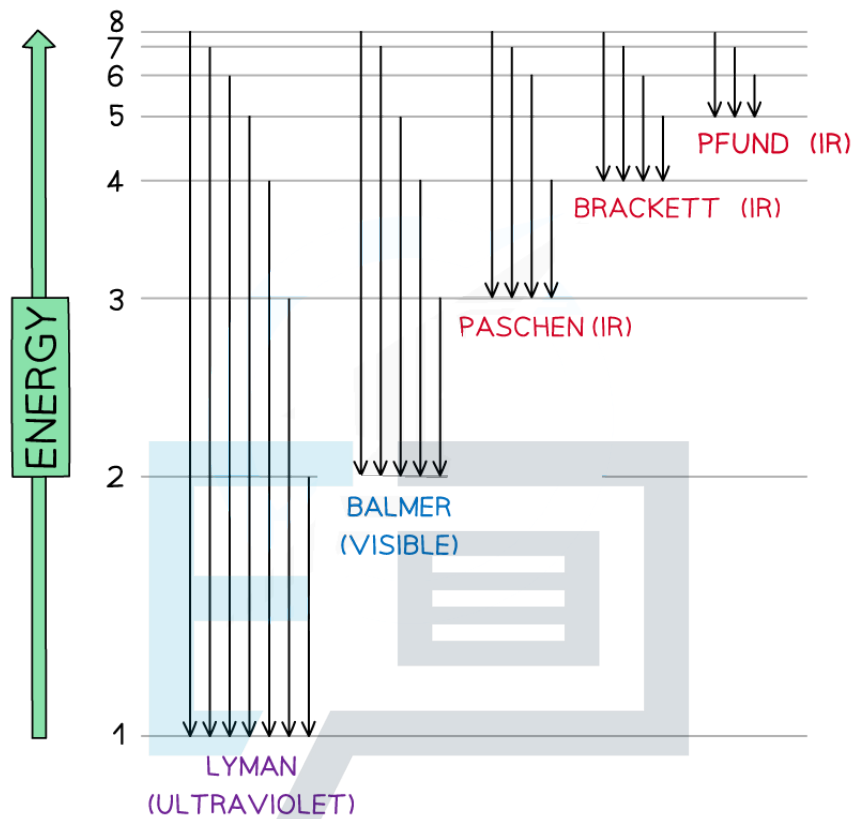 8
7
6
5
4
3
2
1
ENERGY
PFUND (IR)
BRACKETT (IR)
PASCHEN (IR)
BALMER
(VISIBLE)
LYMAN
(ULTRAVIOLET)